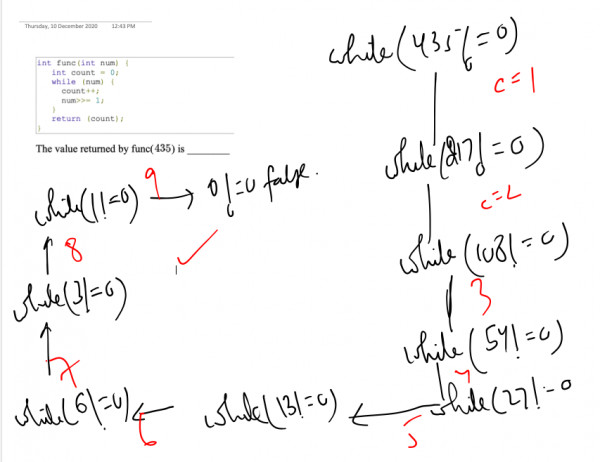 Thursday, 10 December 2020    12:43 PM
int func(int num) {
int count = 0;
while (num) {
count++;
num>>= 1;
}
return (count);
}
The value returned by func(435) is ________
while(435!=0)
c=1
while(217!=0)
c=2
while(108!=0)
3
while(54!=0)
4
while(27!=0
5
while(13!=0)
6
while(6!=0)
7
while(3!=0)
8
while(1!=0) → 0!=0 false.
9